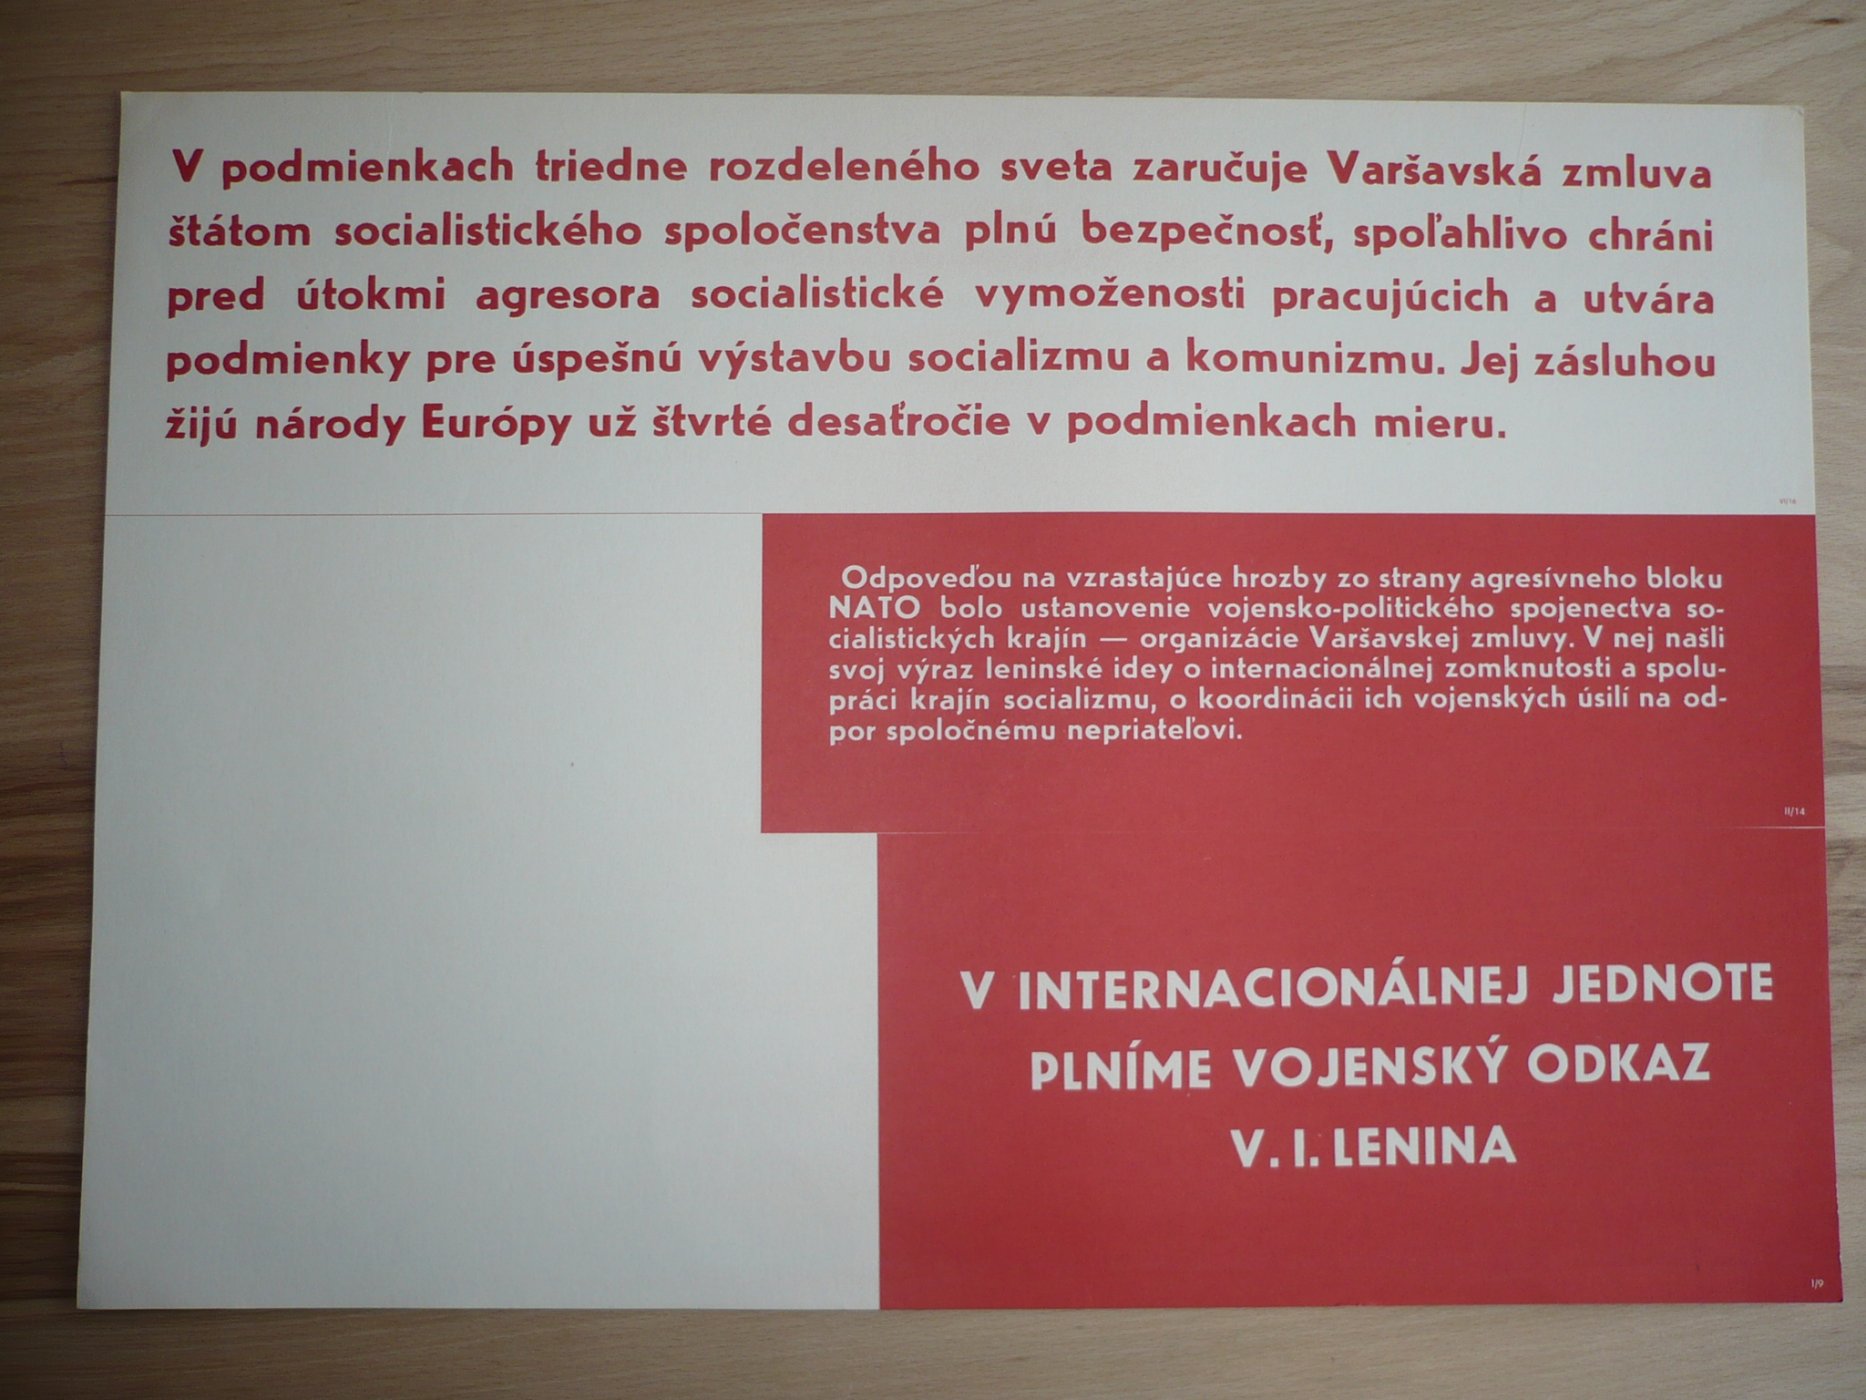 V podmienkach triedne rozdeleného sveta zaručuje Varšavská zmluva
štátom socialistického spoločenstva plnú bezpečnosť, spoľahlivo chráni
pred útokmi agresora socialistické vymoženosti pracujúcich a utvára
podmienky pre úspešnú výstavbu socializmu a komunizmu. Jej zásluhou
žijú národy Európy už štvrté desaťročie v podmienkach mieru.
VI/16
Odpoveďou na vzrastajúce hrozby zo strany agresívneho bloku
NATO bolo ustanovenie vojensko-politického spojenectva so-
cialistických krajín — organizácie Varšavskej zmluvy. V nej našli
svoj výraz leninské idey o internacionálnej zomknutosti a spolu-
práci krajín socializmu, o koordinácii ich vojenských úsilí na od-
por spoločnému nepriateľovi.
II/14
V INTERNACIONÁLNEJ JEDNOTE
PLNÍME VOJENSKÝ ODKAZ
V. I. LENINA
I/9